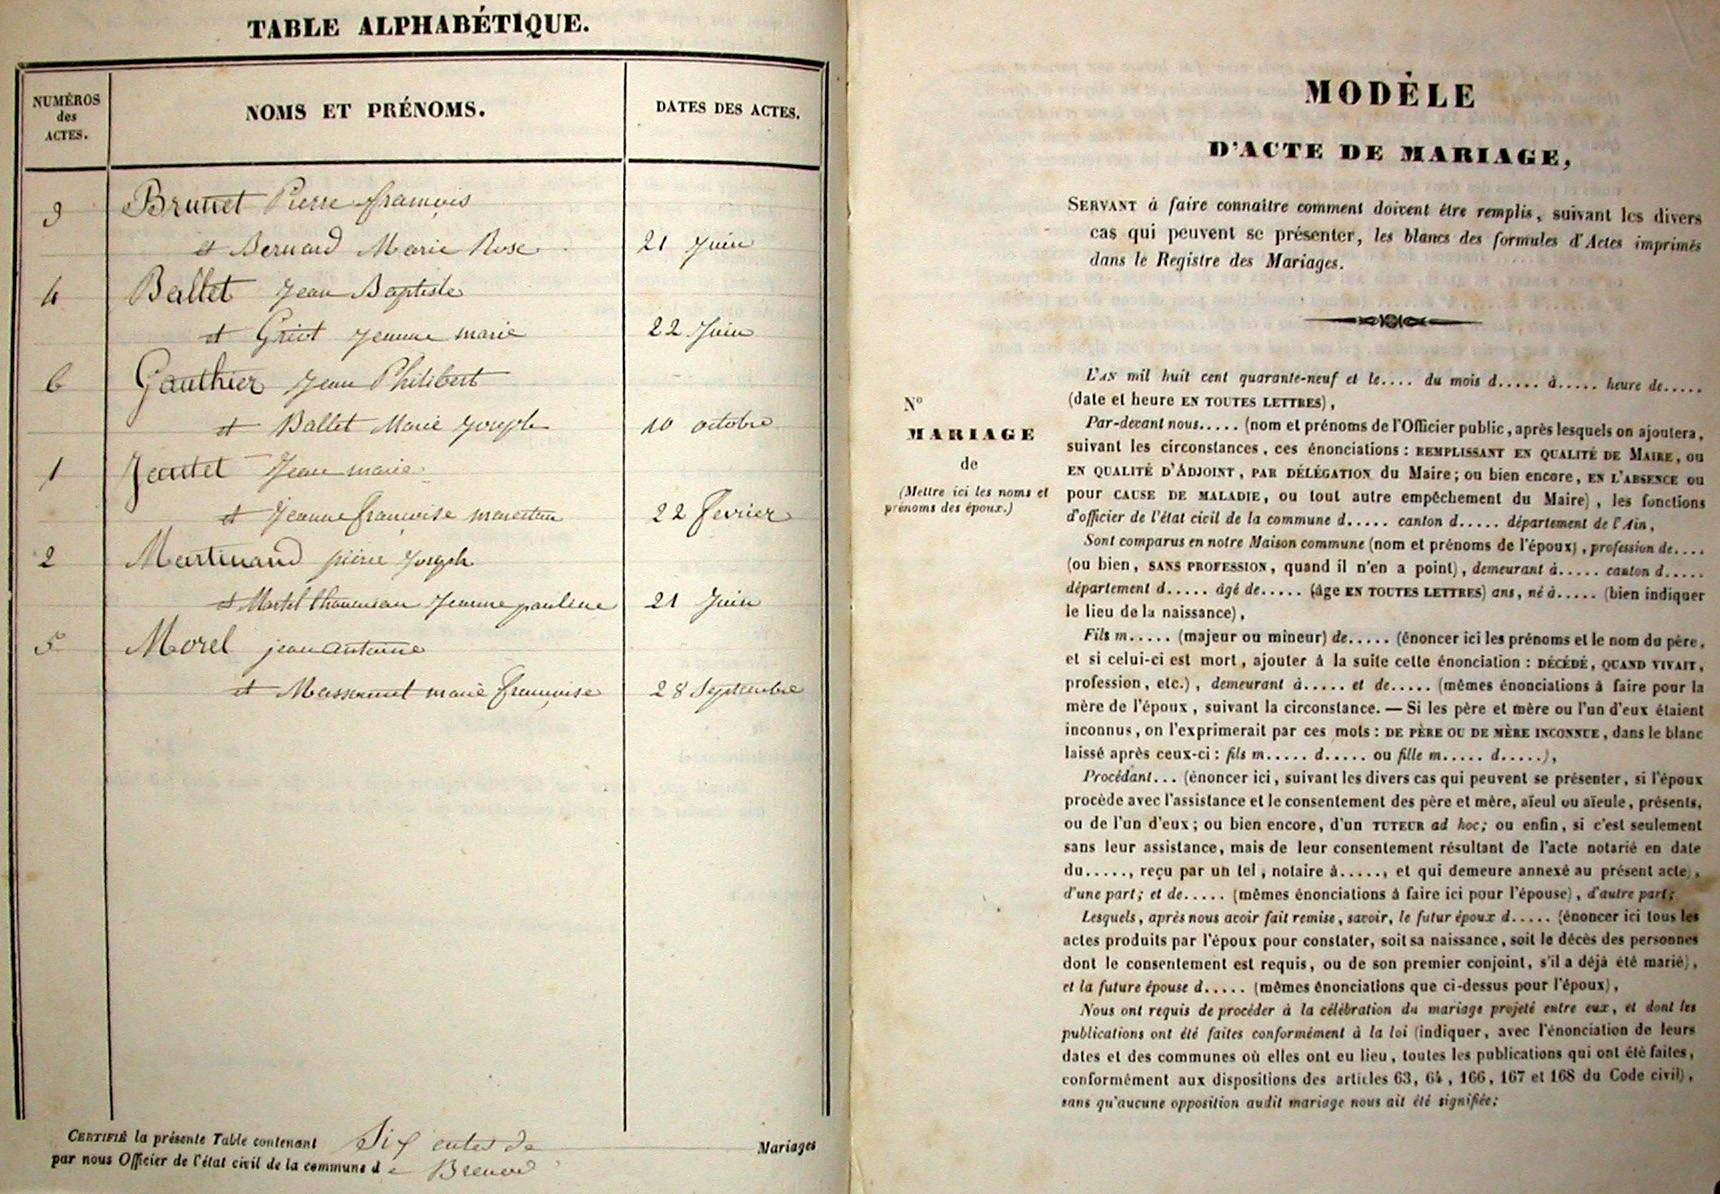 TABLE ALPHABÉTIQUE.
NUMÉROS
des
ACTES.
NOMS ET PRÉNOMS.
DATES DES ACTES.
3 Brunet Pierre françois
et Bernard Marie Rose 21 Juin
4 Ballet Jean Baptiste
et Griot Jeanne marie 22 Juin
6 Gauthier Jean Philibert
et Ballet Marie Joseph 10 octobre
1 Jean marie
et Jeanne françoise 22 fevrier
2 Martinand pierre Joseph
et Martel Jeanne pauline 21 Juin
5 Morel jean antoine
et marie françoise 28 Septembre
CERTIFIÉ la présente Table contenant Six actes de Mariages
par nous Officier de l'état civil de la commune de Brenod
MODÈLE
D'ACTE DE MARIAGE,
SERVANT à faire connaître comment doivent être remplis, suivant les divers
cas qui peuvent se présenter, les blancs des formules d'Actes imprimés
dans le Registre des Mariages.
N°
MARIAGE
de
(Mettre ici les noms et
prénoms des époux.)
L'AN mil huit cent quarante-neuf et le.... du mois d..... à..... heure de.....
(date et heure EN TOUTES LETTRES),
Par-devant nous..... (nom et prénoms de l'Officier public, après lesquels on ajoutera,
suivant les circonstances, ces énonciations : REMPLISSANT EN QUALITÉ DE MAIRE, ou
EN QUALITÉ D'ADJOINT, PAR DÉLÉGATION du Maire; ou bien encore, EN L'ABSENCE ou
pour CAUSE DE MALADIE, ou tout autre empêchement du Maire), les fonctions
d'officier de l'état civil de la commune d..... canton d..... département de l'Ain,
Sont comparus en notre Maison commune (nom et prénoms de l'époux), profession de....
(ou bien, SANS PROFESSION, quand il n'en a point), demeurant à..... canton d.....
département d..... âgé de..... (âge EN TOUTES LETTRES) ans, né à..... (bien indiquer
le lieu de la naissance),
Fils m..... (majeur ou mineur) de..... (énoncer ici les prénoms et le nom du père,
et si celui-ci est mort, ajouter à la suite cette énonciation : DÉCÉDÉ, QUAND VIVAIT,
profession, etc.), demeurant à..... et de..... (mêmes énonciations à faire pour la
mère de l'époux, suivant la circonstance. — Si les père et mère ou l'un d'eux étaient
inconnus, on l'exprimerait par ces mots : DE PÈRE OU DE MÈRE INCONNUE, dans le blanc
laissé après ceux-ci : fils m..... d..... ou fille m..... d.....),
Procédant... (énoncer ici, suivant les divers cas qui peuvent se présenter, si l'époux
procède avec l'assistance et le consentement des père et mère, aïeul ou aïeule, présents,
ou de l'un d'eux; ou bien encore, d'un TUTEUR ad hoc; ou enfin, si c'est seulement
sans leur assistance, mais de leur consentement résultant de l'acte notarié en date
du....., reçu par un tel, notaire à....., et qui demeure annexé au présent acte),
d'une part; et de..... (mêmes énonciations à faire ici pour l'épouse), d'autre part;
Lesquels, après nous avoir fait remise, savoir, le futur époux d..... (énoncer ici tous les
actes produits par l'époux pour constater, soit sa naissance, soit le décès des personnes
dont le consentement est requis, ou de son premier conjoint, s'il a déjà été marié),
et la future épouse d..... (mêmes énonciations que ci-dessus pour l'époux),
Nous ont requis de procéder à la célébration du mariage projeté entre eux, et dont les
publications ont été faites conformément à la loi (indiquer, avec l'énonciation de leurs
dates et des communes où elles ont eu lieu, toutes les publications qui ont été faites,
conformément aux dispositions des articles 63, 64, 166, 167 et 168 du Code civil),
sans qu'aucune opposition audit mariage nous ait été signifiée;